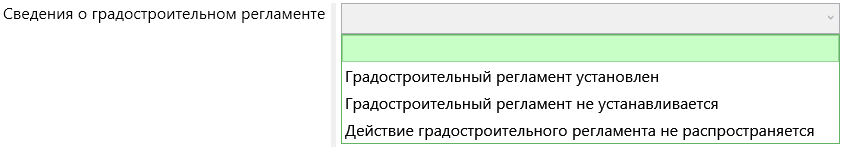 Сведения о градостроительном регламенте
Градостроительный регламент установлен
Градостроительный регламент не устанавливается
Действие градостроительного регламента не распространяется